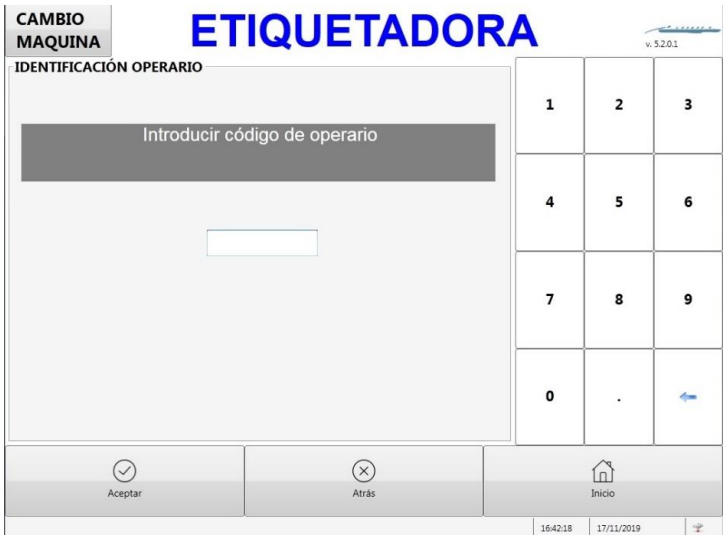 CAMBIO
MAQUINA
ETIQUETADORA
v. 5.2.0.1
IDENTIFICACIÓN OPERARIO
Introducir código de operario
1 2 3
4 5 6
7 8 9
0 .
Aceptar
Atrás
Inicio
16:42:18 17/11/2019